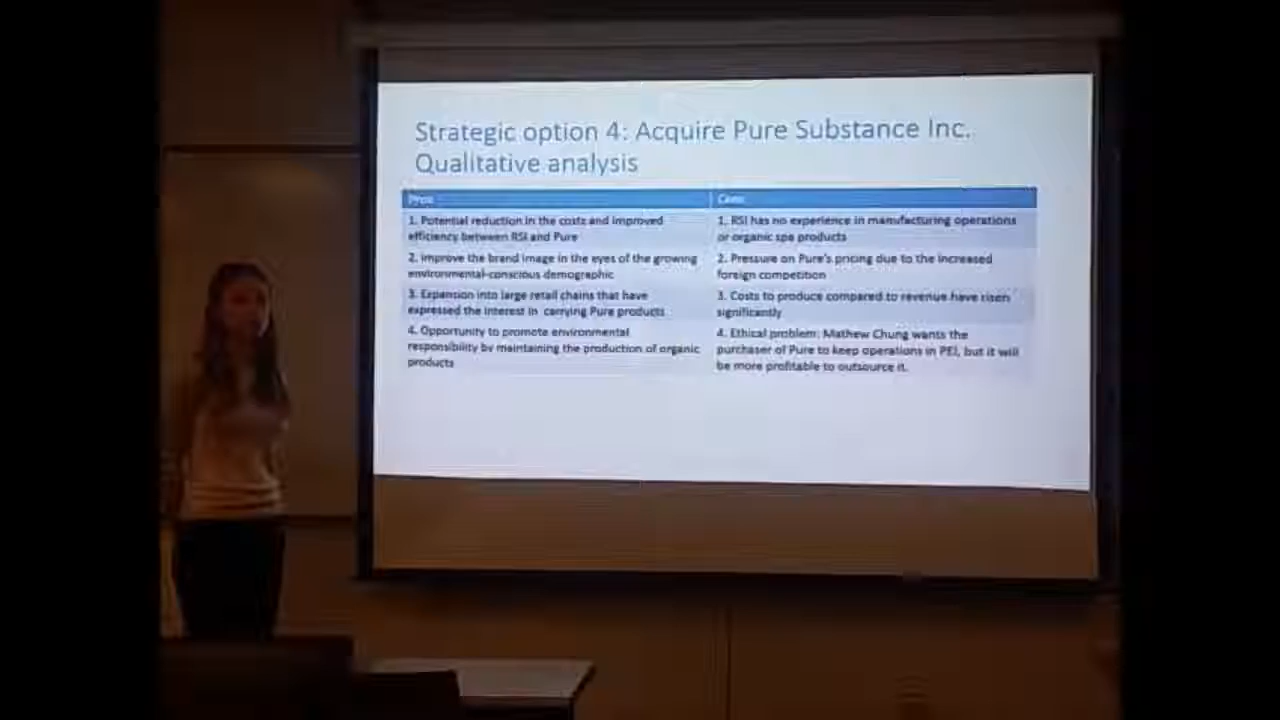 Strategic option 4: Acquire Pure Substance Inc.
Qualitative analysis
Pros:
Cons:
1. Potential reduction in the costs and improved
efficiency between RSI and Pure
1. RSI has no experience in manufacturing operations
or organic spa products
2. Improve the brand image in the eyes of the growing
environmental-conscious demographic
2. Pressure on Pure's pricing due to the increased
foreign competition
3. Expansion into large retail chains that have
expressed the interest in carrying Pure products
3. Costs to produce compared to revenue have risen
significantly
4. Opportunity to promote environmental
responsibility by maintaining the production of organic
products
4. Ethical problem: Mathew Chung wants the
purchaser of Pure to keep operations in PEI, but it will
be more profitable to outsource it.